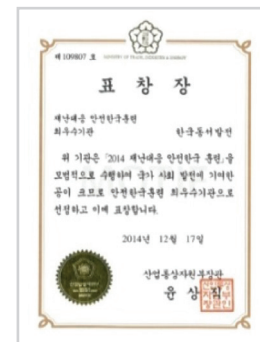 제 109807 호
MINISTRY OF TRADE, INDUSTRY & ENERGY
표 창 장
재난대응 안전한국훈련
최우수기관 한국동서발전
위 기관은 「2014 재난대응 안전한국 훈련」을
모범적으로 수행하여 국가 사회 발전에 기여한
공이 크므로 안전한국훈련 최우수기관으로
선정하고 이에 표창합니다.
2014년 12월 17일
산업통상자원부장관
윤 상 직